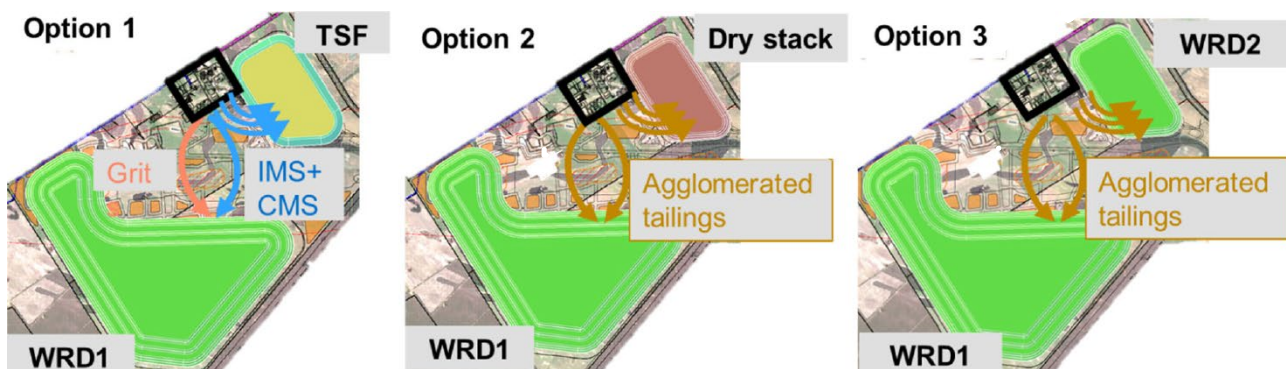 Option 1
TSF
Grit
IMS+
CMS
WRD1
Option 2
Dry stack
Agglomerated
tailings
WRD1
Option 3
WRD2
Agglomerated
tailings
WRD1